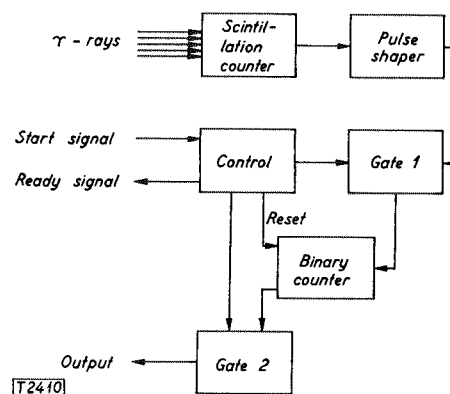 γ - rays
Scintil-
lation
counter
Pulse
shaper
Start signal
Ready signal
Control
Gate 1
Reset
Binary
counter
Output
Gate 2
T2410